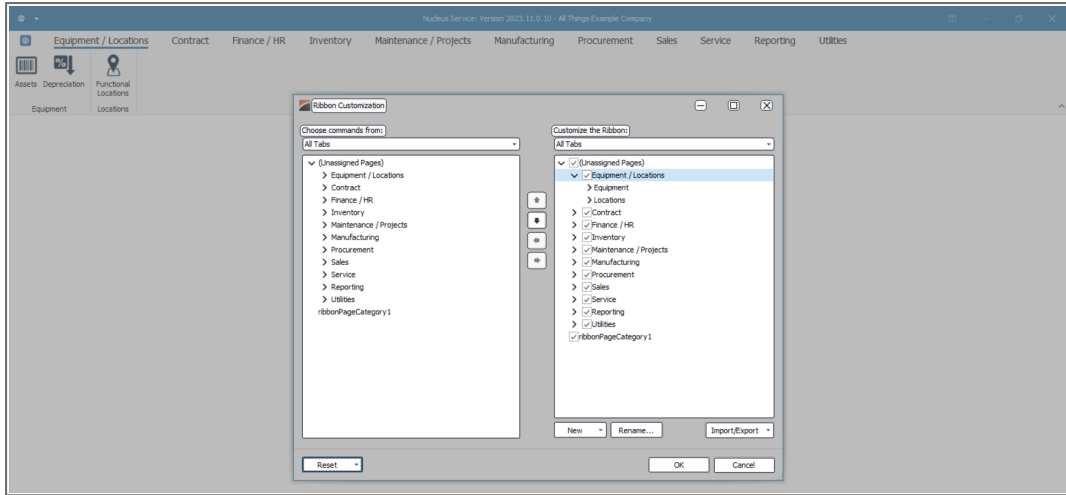 Nucleus Service: Version 2023.11.0.10 - All Things Example Company
Equipment / Locations Contract Finance / HR Inventory Maintenance / Projects Manufacturing Procurement Sales Service Reporting Utilities
Assets Depreciation Functional
Locations
Equipment Locations
Ribbon Customization
Choose commands from: Customize the Ribbon:
All Tabs All Tabs
(Unassigned Pages) (Unassigned Pages)
Equipment / Locations Equipment / Locations
Contract Equipment
Finance / HR Locations
Inventory Contract
Maintenance / Projects Finance / HR
Manufacturing Inventory
Procurement Maintenance / Projects
Sales Manufacturing
Service Procurement
Reporting Sales
Utilities Service
ribbonPageCategory1 Reporting
Utilities
ribbonPageCategory1
New Rename... Import/Export
Reset OK Cancel